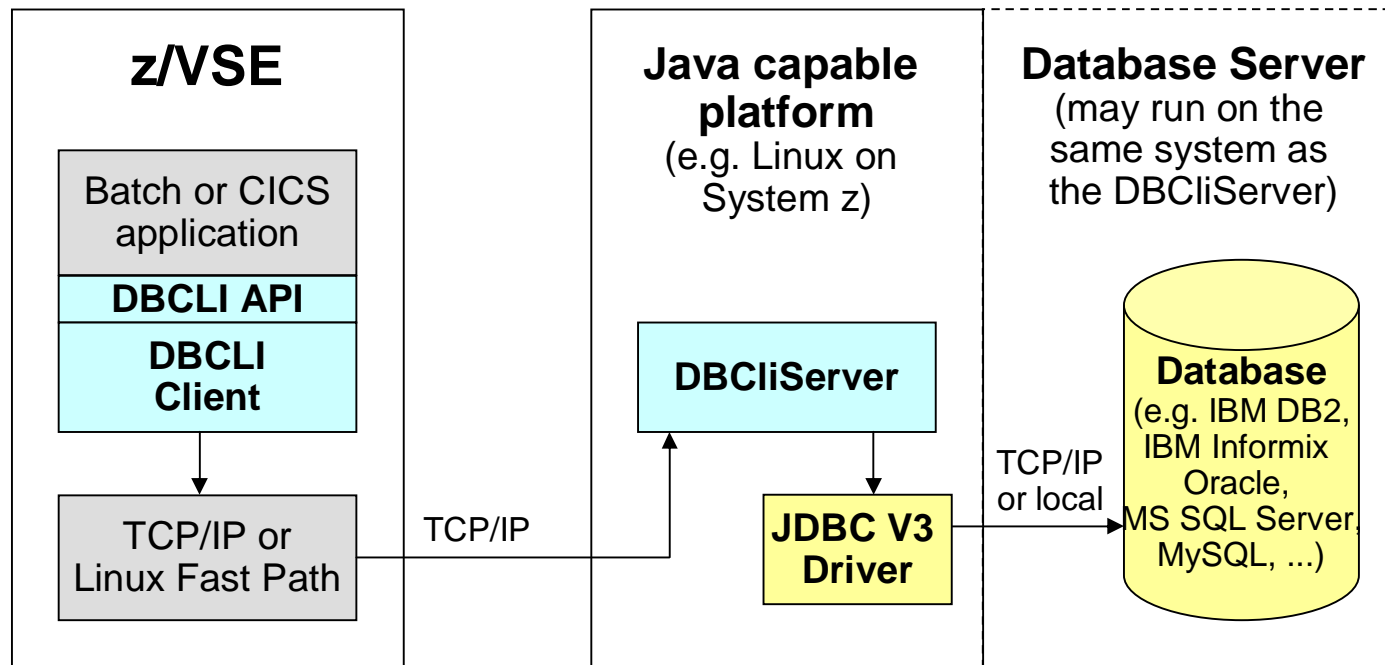 z/VSE
Batch or CICS
application
DBCLI API
DBCLI
Client
TCP/IP or
Linux Fast Path
TCP/IP
Java capable
platform
(e.g. Linux on
System z)
DBCliServer
JDBC V3
Driver
TCP/IP
or local
Database Server
(may run on the
same system as
the DBCliServer)
Database
(e.g. IBM DB2,
IBM Informix
Oracle,
MS SQL Server,
MySQL, ...)